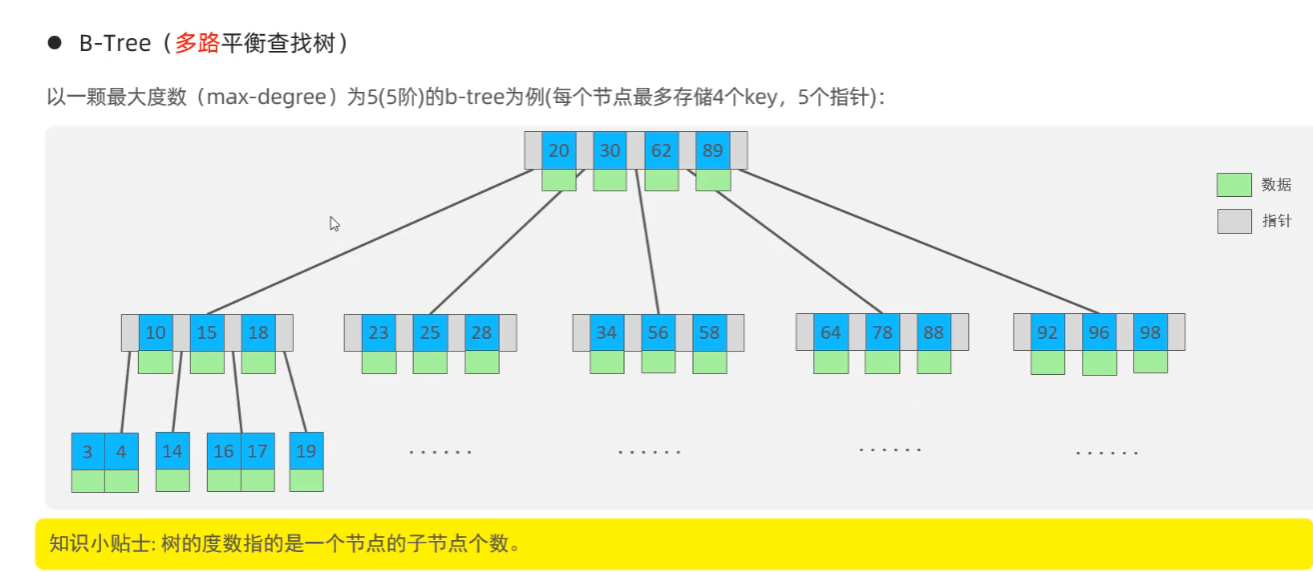 ● B-Tree（多路平衡查找树）
以一颗最大度数（max-degree）为5(5阶)的b-tree为例(每个节点最多存储4个key，5个指针)：
20 30 62 89
数据
指针
10 15 18 23 25 28 34 56 58 64 78 88 92 96 98
3 4 14 16 17 19 ······ ······ ······ ······
知识小贴士: 树的度数指的是一个节点的子节点个数。